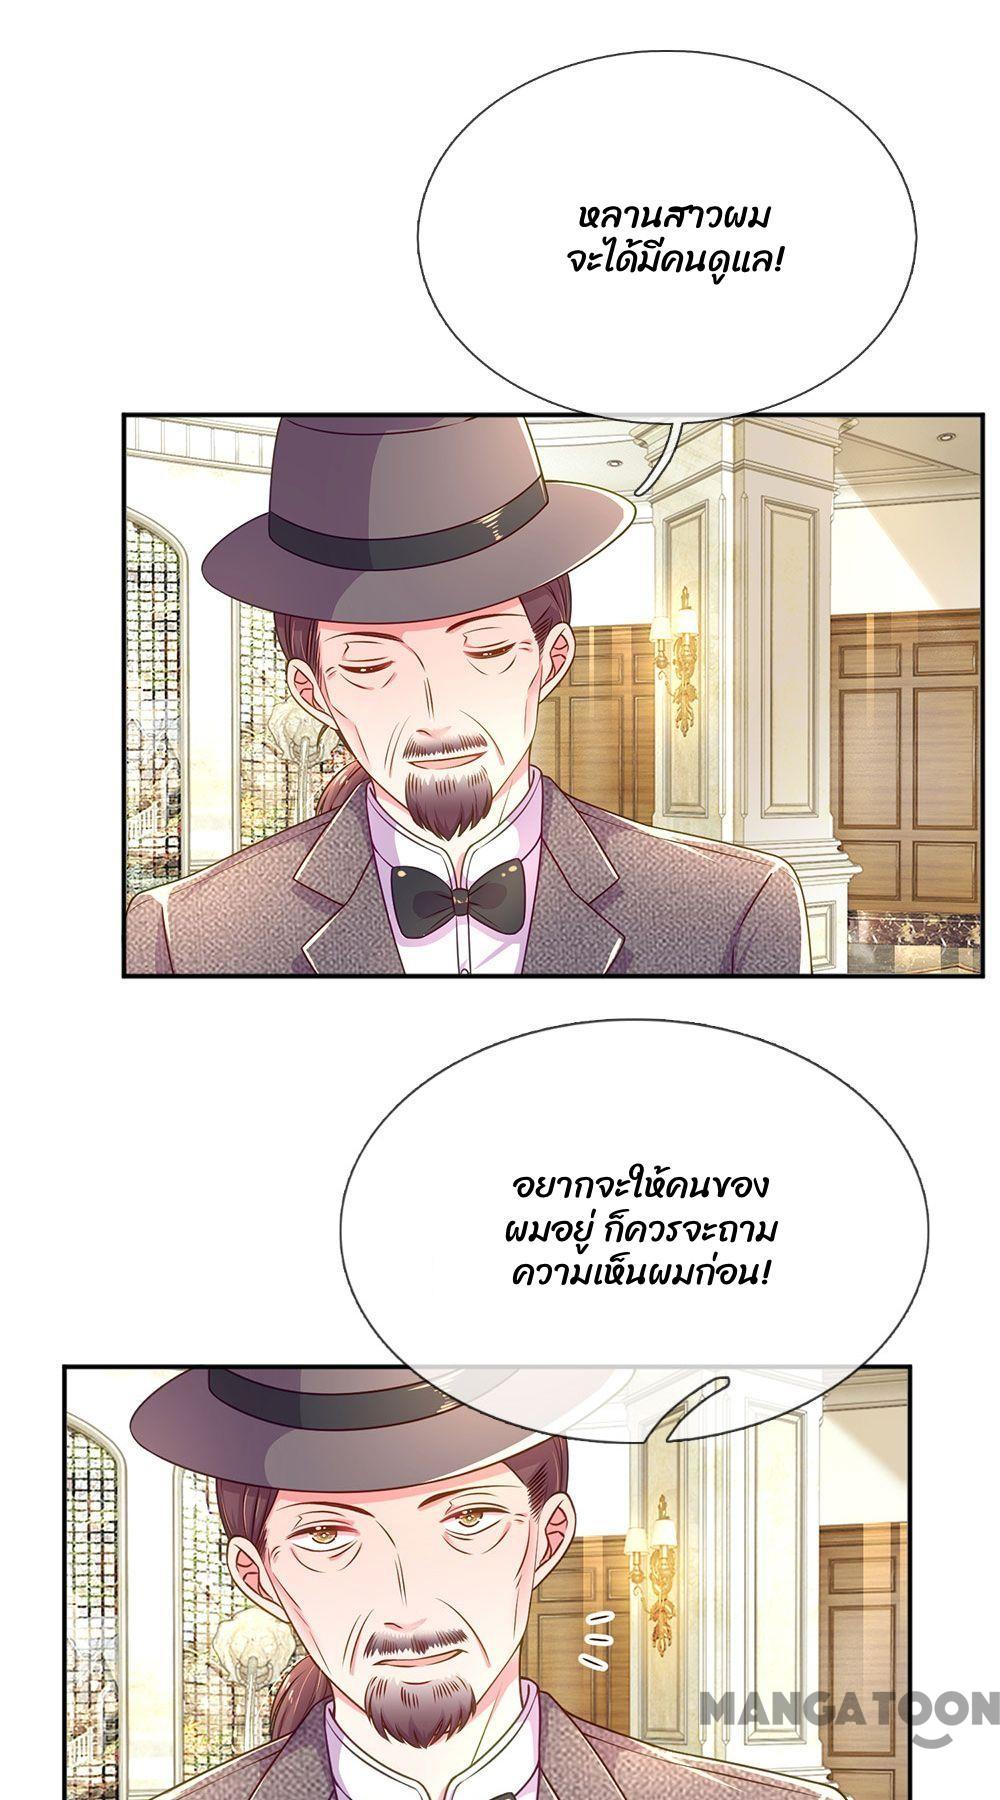 หลานสาวผม
จะได้มีคนดูแล!
อยากจะให้คนของ
ผมอยู่ ก็ควรจะถาม
ความเห็นผมก่อน!
MANGATOON